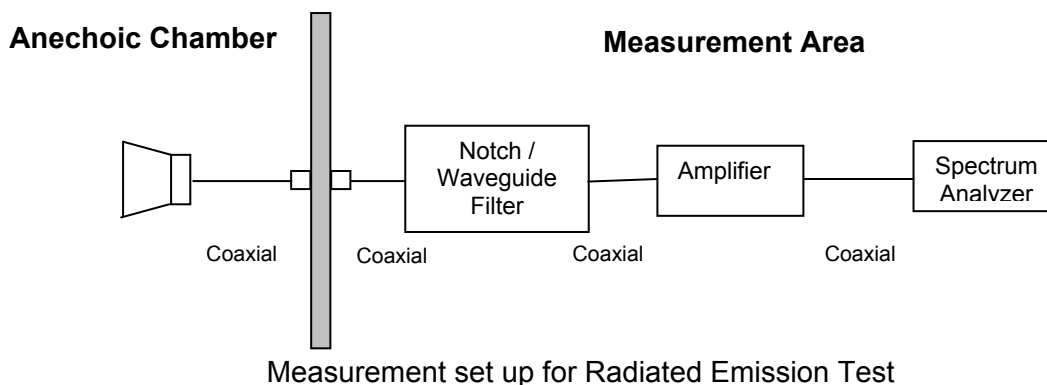 Anechoic Chamber
Measurement Area
Notch /
Waveguide
Filter
Amplifier
Spectrum
Analyzer
Coaxial
Coaxial
Coaxial
Coaxial
Measurement set up for Radiated Emission Test